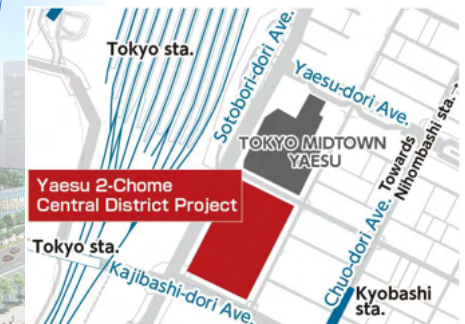 Tokyo sta.
Sotobori-dori Ave.
Yaesu-dori Ave.
TOKYO MIDTOWN
YAESU
Towards
Nihombashi sta. →
Yaesu 2-Chome
Central District Project
Tokyo sta.
Kajibashi-dori Ave.
Chuo-dori Ave.
Kyobashi
sta.